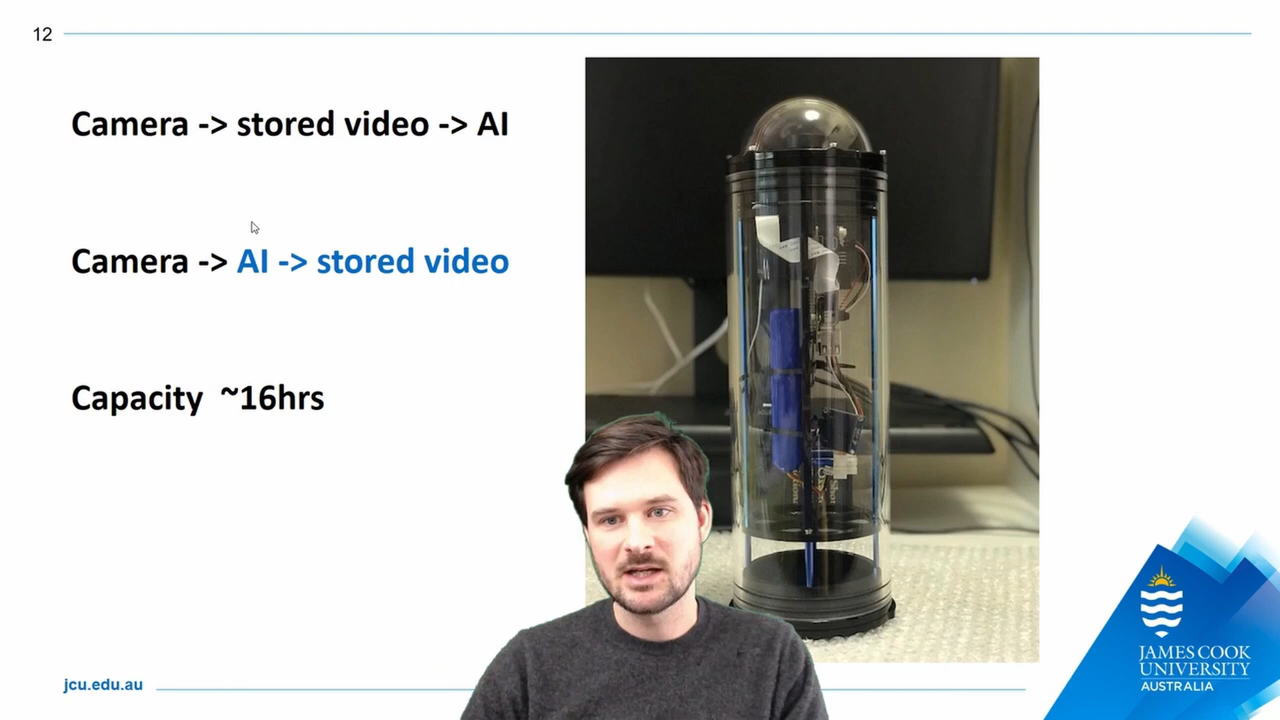 12
Camera -> stored video -> AI
Camera -> AI -> stored video
Capacity ~16hrs
jcu.edu.au
JAMES COOK
UNIVERSITY
AUSTRALIA